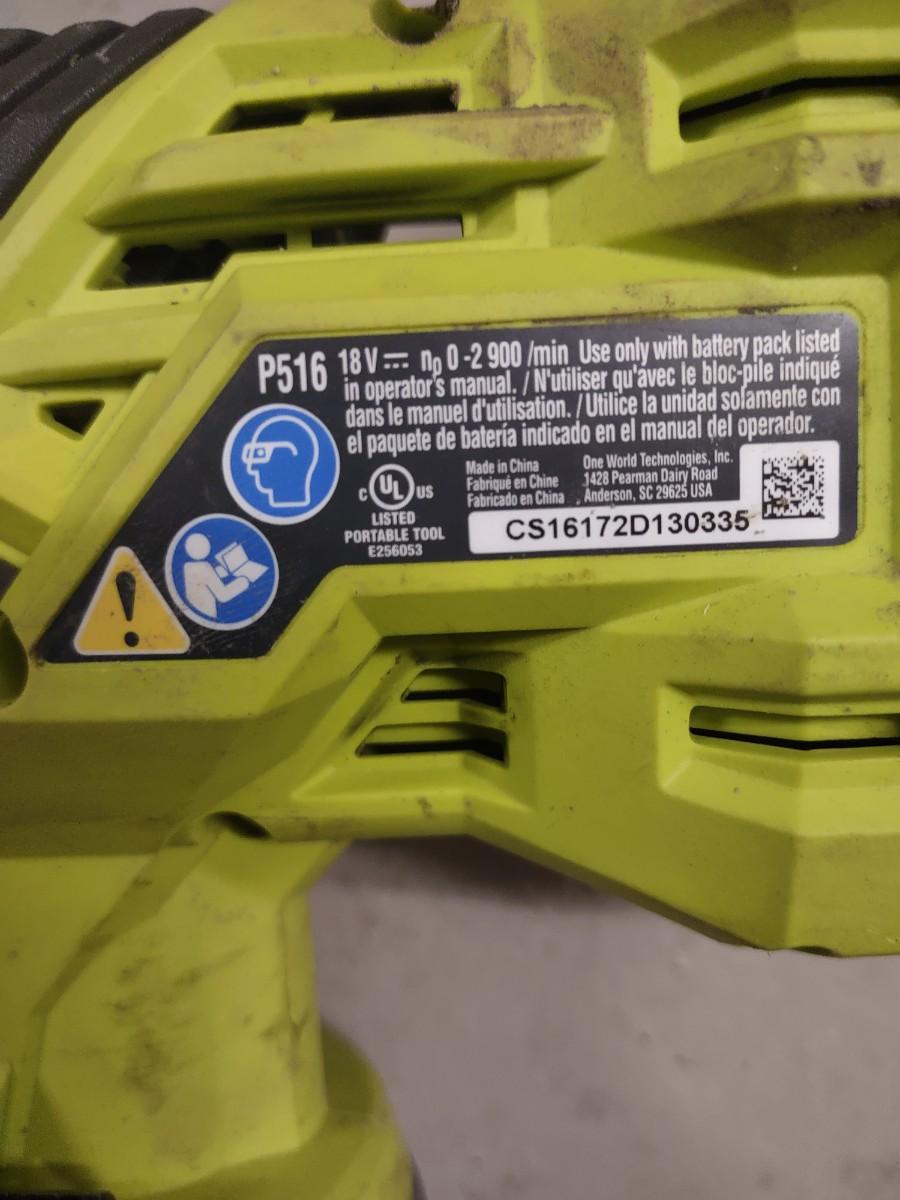 P516 18V ⎓ n₀ 0-2 900 /min Use only with battery pack listed
in operator's manual. / N'utiliser qu'avec le bloc-pile indiqué
dans le manuel d'utilisation. / Utilice la unidad solamente con
el paquete de batería indicado en el manual del operador.
C UL US
LISTED
PORTABLE TOOL
E256053
Made in China
Fabriqué en Chine
Fabricado en China
One World Technologies, Inc.
1428 Pearman Dairy Road
Anderson, SC 29625 USA
CS16172D130335